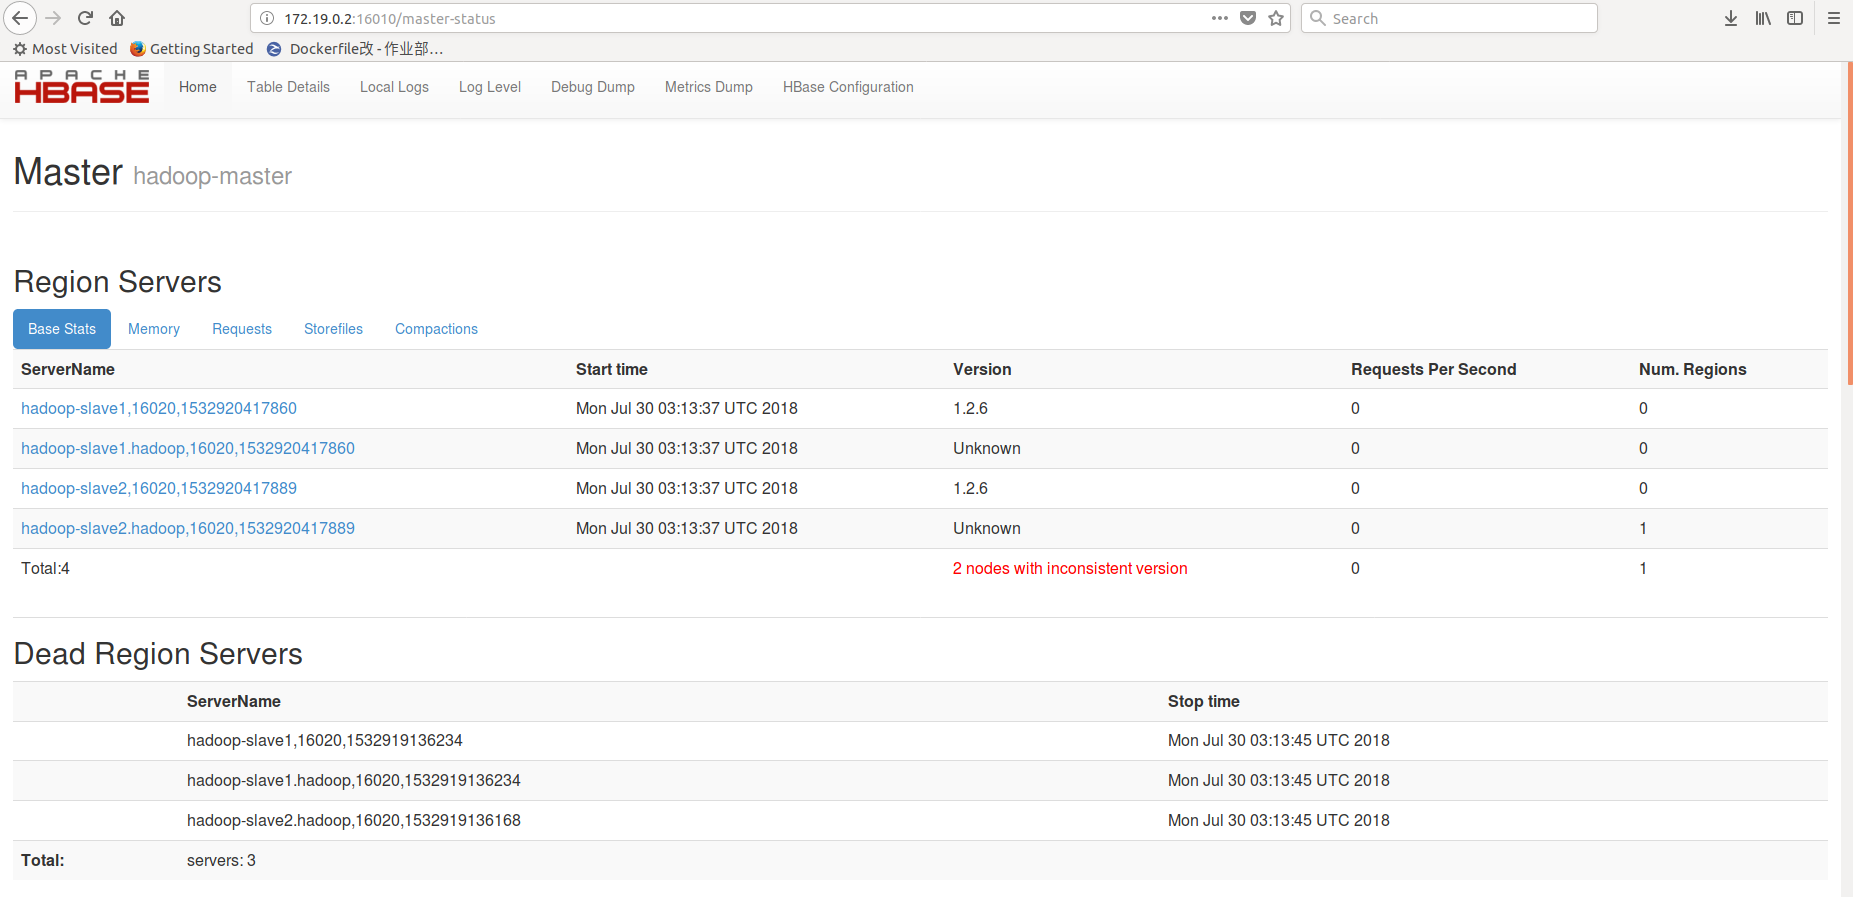 172.19.0.2:16010/master-status
Search
Most Visited Getting Started Dockerfile改 - 作业部…
APACHE HBASE Home Table Details Local Logs Log Level Debug Dump Metrics Dump HBase Configuration
Master hadoop-master
Region Servers
Base Stats Memory Requests Storefiles Compactions
ServerName Start time Version Requests Per Second Num. Regions
hadoop-slave1,16020,1532920417860 Mon Jul 30 03:13:37 UTC 2018 1.2.6 0 0
hadoop-slave1.hadoop,16020,1532920417860 Mon Jul 30 03:13:37 UTC 2018 Unknown 0 0
hadoop-slave2,16020,1532920417889 Mon Jul 30 03:13:37 UTC 2018 1.2.6 0 0
hadoop-slave2.hadoop,16020,1532920417889 Mon Jul 30 03:13:37 UTC 2018 Unknown 0 1
Total:4 2 nodes with inconsistent version 0 1
Dead Region Servers
ServerName Stop time
hadoop-slave1,16020,1532919136234 Mon Jul 30 03:13:45 UTC 2018
hadoop-slave1.hadoop,16020,1532919136234 Mon Jul 30 03:13:45 UTC 2018
hadoop-slave2.hadoop,16020,1532919136168 Mon Jul 30 03:13:45 UTC 2018
Total: servers: 3